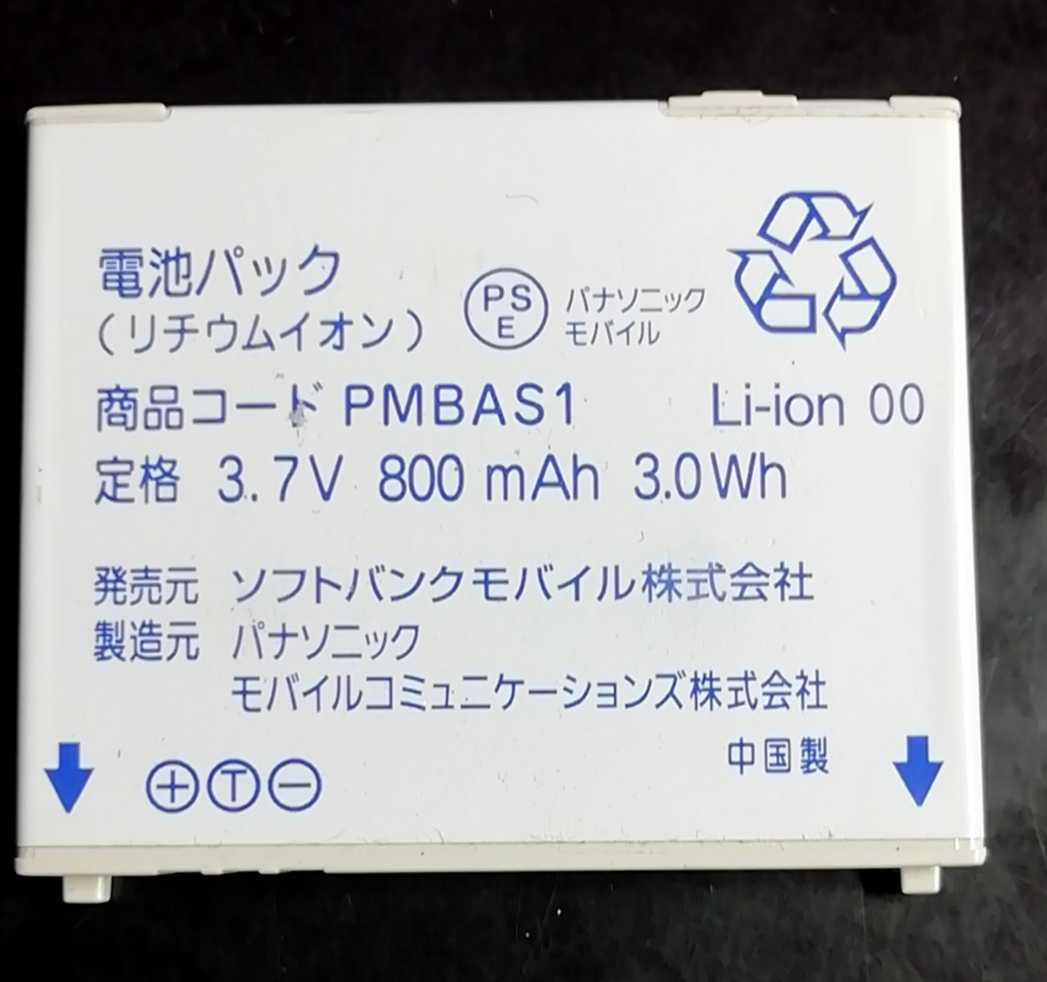 電池パック
(リチウムイオン)
PS
E
パナソニック
モバイル
商品コード PMBAS1 Li-ion 00
定格 3.7V 800 mAh 3.0Wh
発売元 ソフトバンクモバイル株式会社
製造元 パナソニック
モバイルコミュニケーションズ株式会社
中国製
⊕ Ⓣ ⊖